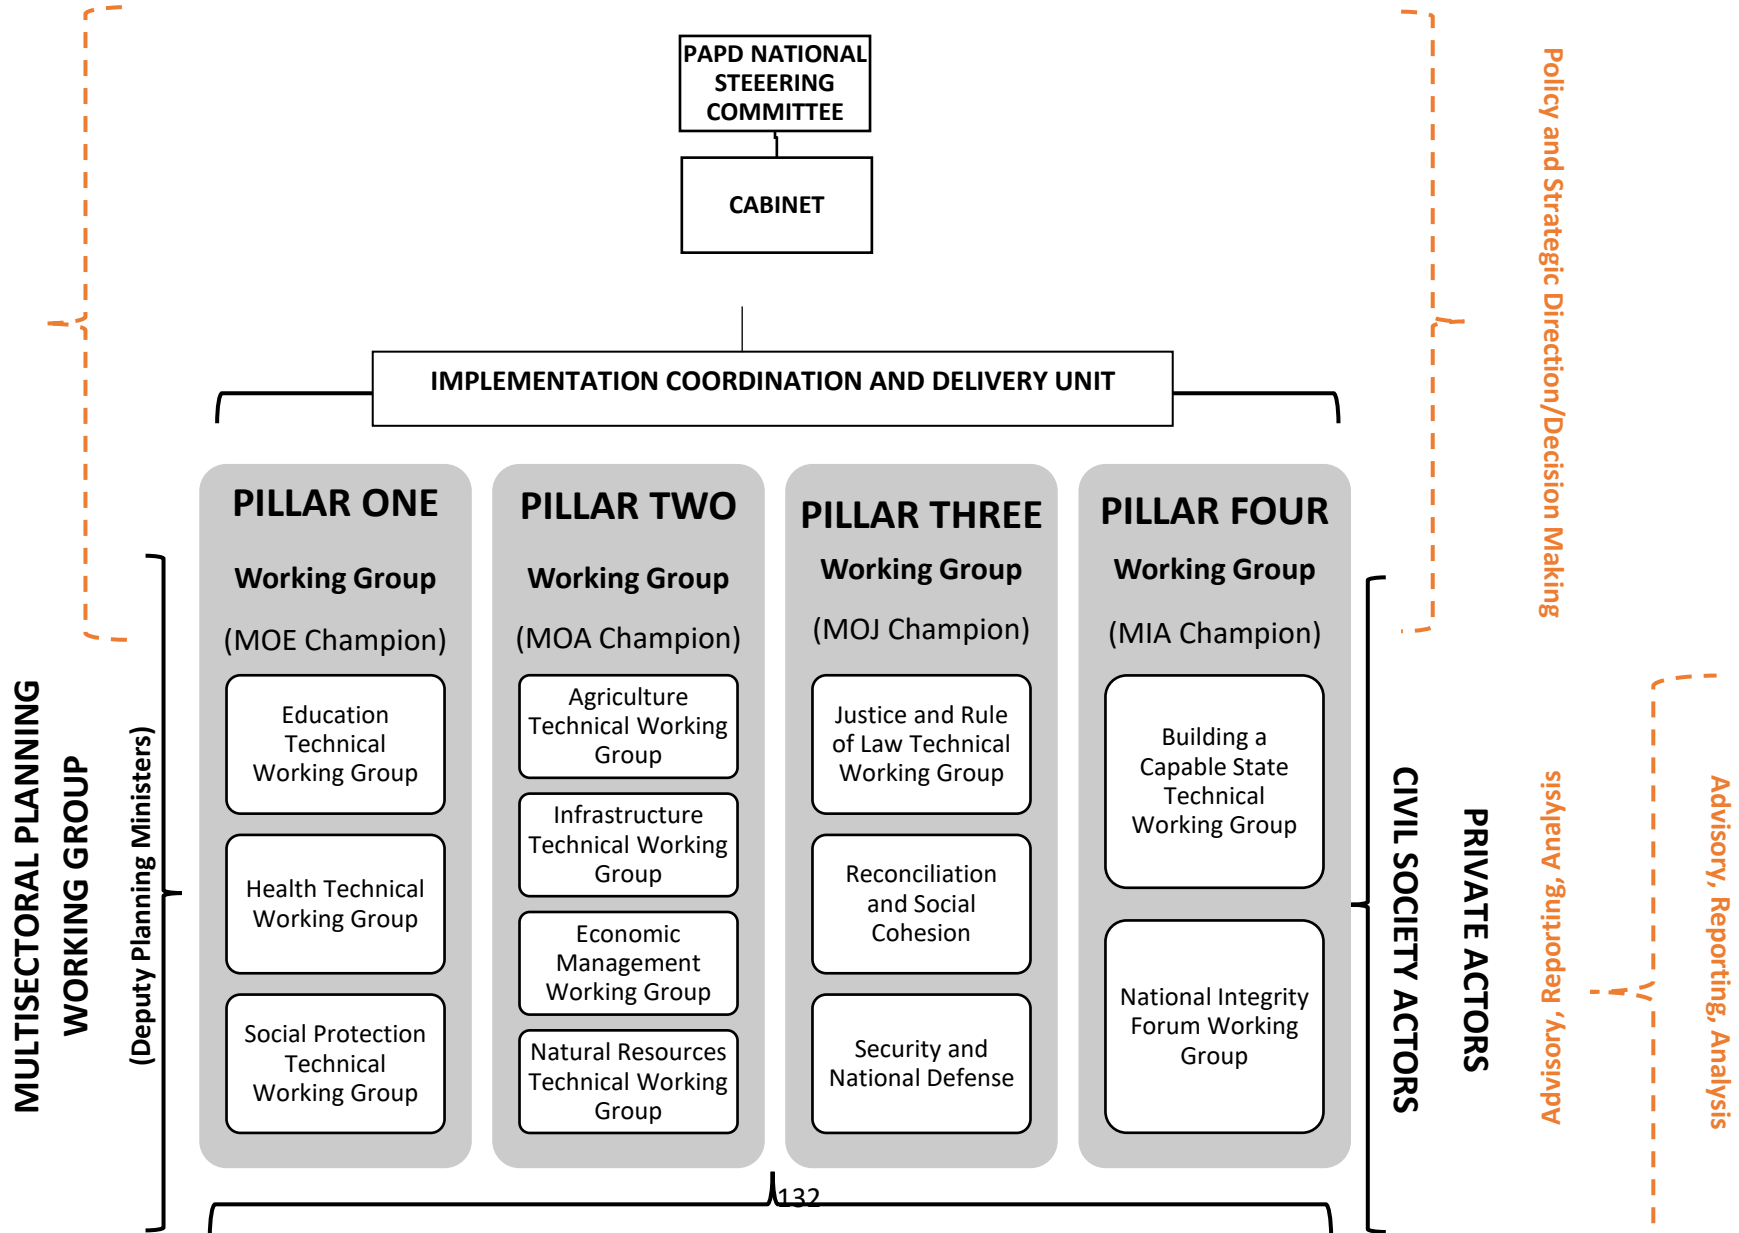 PAPD NATIONAL
STEEERING
COMMITTEE
CABINET
IMPLEMENTATION COORDINATION AND DELIVERY UNIT
PILLAR ONE
Working Group
(MOE Champion)
Education
Technical
Working Group
Health Technical
Working Group
Social Protection
Technical
Working Group
PILLAR TWO
Working Group
(MOA Champion)
Agriculture
Technical Working
Group
Infrastructure
Technical Working
Group
Economic
Management
Working Group
Natural Resources
Technical Working
Group
PILLAR THREE
Working Group
(MOJ Champion)
Justice and Rule
of Law Technical
Working Group
Reconciliation
and Social
Cohesion
Security and
National Defense
PILLAR FOUR
Working Group
(MIA Champion)
Building a
Capable State
Technical
Working Group
National Integrity
Forum Working
Group
MULTISECTORAL PLANNING
WORKING GROUP
(Deputy Planning Ministers)
CIVIL SOCIETY ACTORS
PRIVATE ACTORS
Policy and Strategic Direction/Decision Making
Advisory, Reporting, Analysis
Advisory, Reporting, Analysis
132